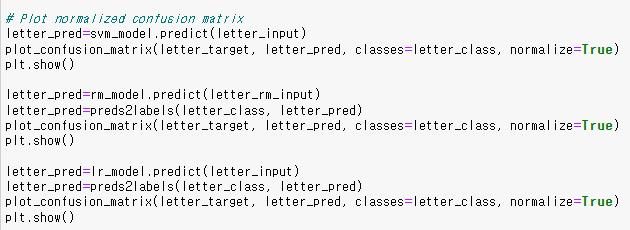 # Plot normalized confusion matrix
letter_pred=svm_model.predict(letter_input)
plot_confusion_matrix(letter_target, letter_pred, classes=letter_class, normalize=True)
plt.show()
letter_pred=rm_model.predict(letter_rm_input)
letter_pred=preds2labels(letter_class, letter_pred)
plot_confusion_matrix(letter_target, letter_pred, classes=letter_class, normalize=True)
plt.show()
letter_pred=lr_model.predict(letter_input)
letter_pred=preds2labels(letter_class, letter_pred)
plot_confusion_matrix(letter_target, letter_pred, classes=letter_class, normalize=True)
plt.show()